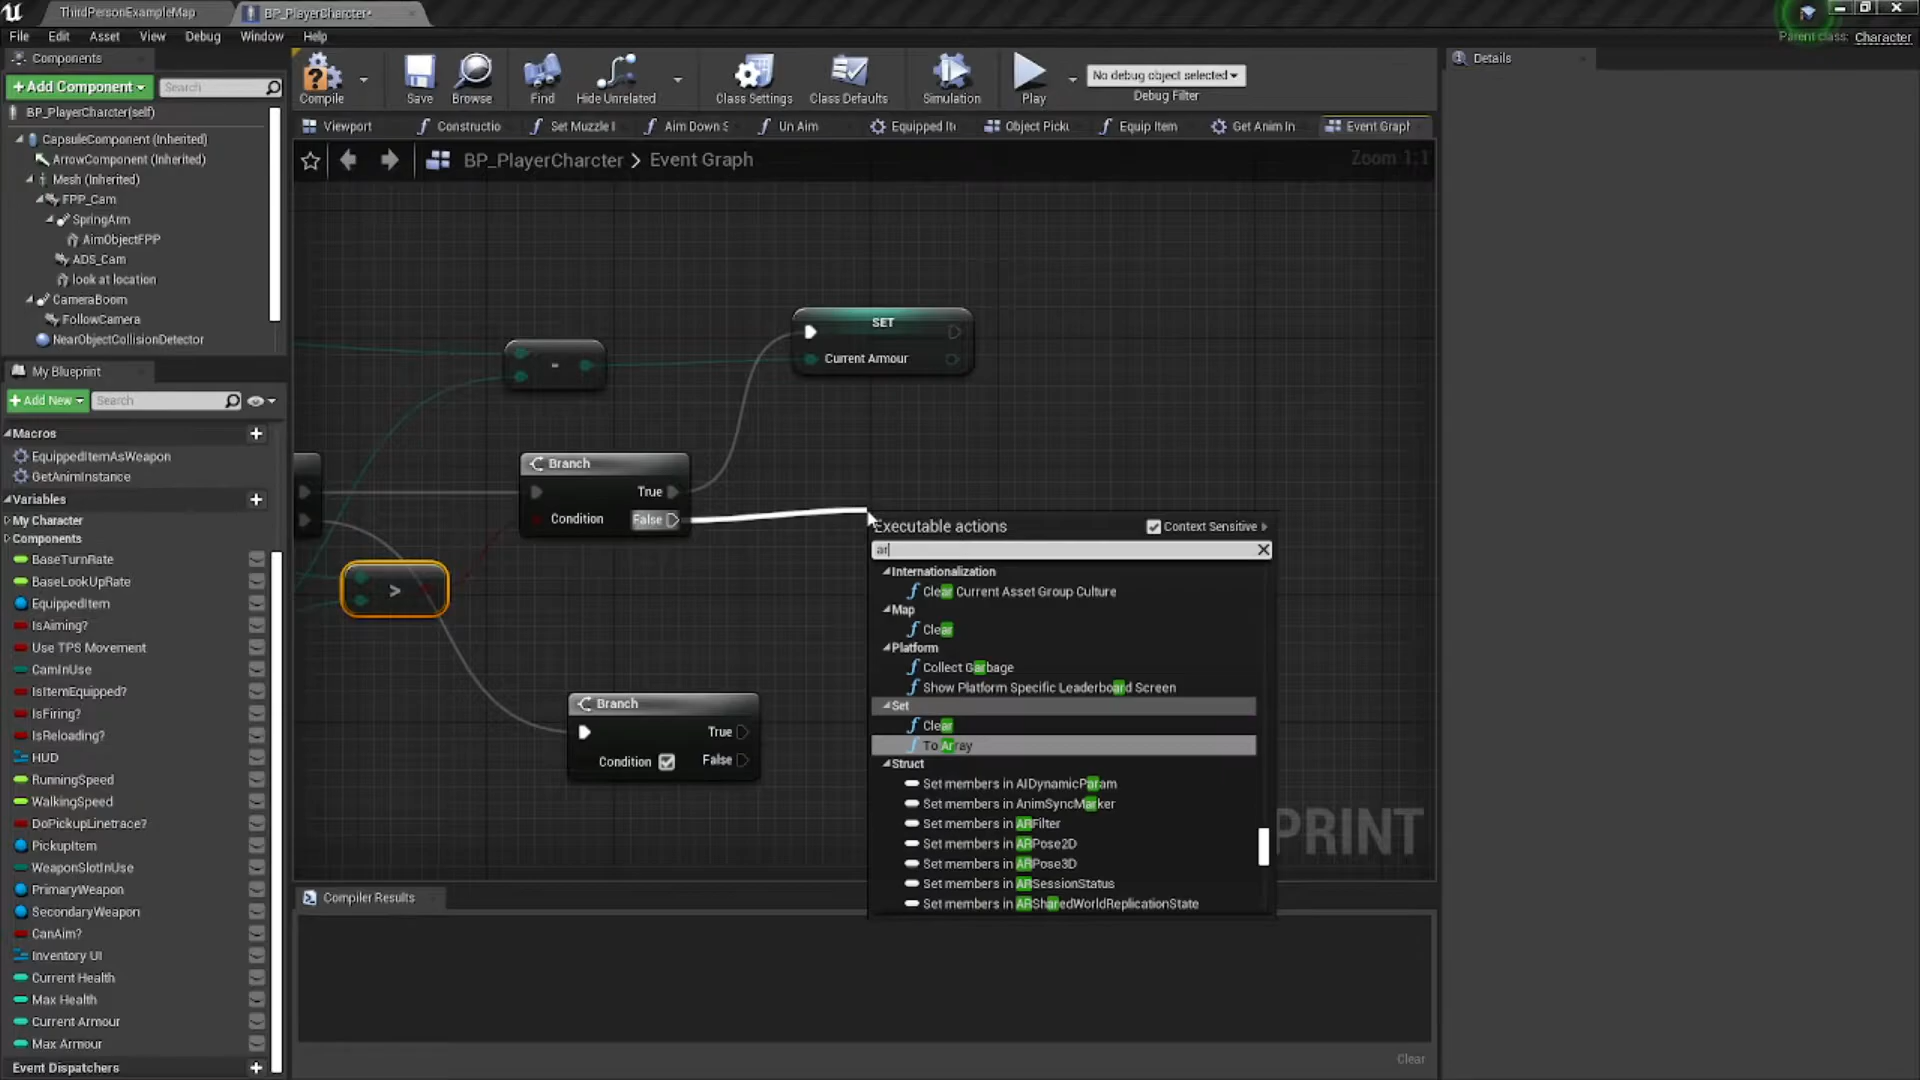 ThirdPersonExampleMap
BP_PlayerCharcter*
File Edit Asset View Debug Window Help
Parent class: Character
Components
+Add Component
Search
BP_PlayerCharcter(self)
CapsuleComponent (Inherited)
ArrowComponent (Inherited)
Mesh (Inherited)
FPP_Cam
SpringArm
AimObjectFPP
ADS_Cam
look at location
CameraBoom
FollowCamera
NearObjectCollisionDetector
My Blueprint
+Add New
Search
Macros
EquippedItemAsWeapon
GetAnimInstance
Variables
My Character
Components
BaseTurnRate
BaseLookUpRate
EquippedItem
IsAiming?
Use TPS Movement
CamInUse
IsItemEquipped?
IsFiring?
IsReloading?
HUD
RunningSpeed
WalkingSpeed
DoPickupLinetrace?
PickupItem
WeaponSlotInUse
PrimaryWeapon
SecondaryWeapon
CanAim?
Inventory UI
Current Health
Max Health
Current Armour
Max Armour
Event Dispatchers
Compile
Save
Browse
Find
Hide Unrelated
Class Settings
Class Defaults
Simulation
Play
No debug object selected
Debug Filter
Viewport
Constructio
Set Muzzle
Aim Down S
Un Aim
Equipped Ite
Object Picku
Equip Item
Get Anim In
Event Graph
BP_PlayerCharcter > Event Graph
Zoom 1:1
SET
Current Armour
-
Branch
True
Condition
False
>
Branch
True
Condition
False
Executable actions
Context Sensitive
ar
Internationalization
Clear Current Asset Group Culture
Map
Clear
Platform
Collect Garbage
Show Platform Specific Leaderboard Screen
Set
Clear
To Array
Struct
Set members in AIDynamicParam
Set members in AnimSyncMarker
Set members in ARFilter
Set members in ARPose2D
Set members in ARPose3D
Set members in ARSessionStatus
Set members in ARSharedWorldReplicationState
PRINT
Compiler Results
Clear
Details